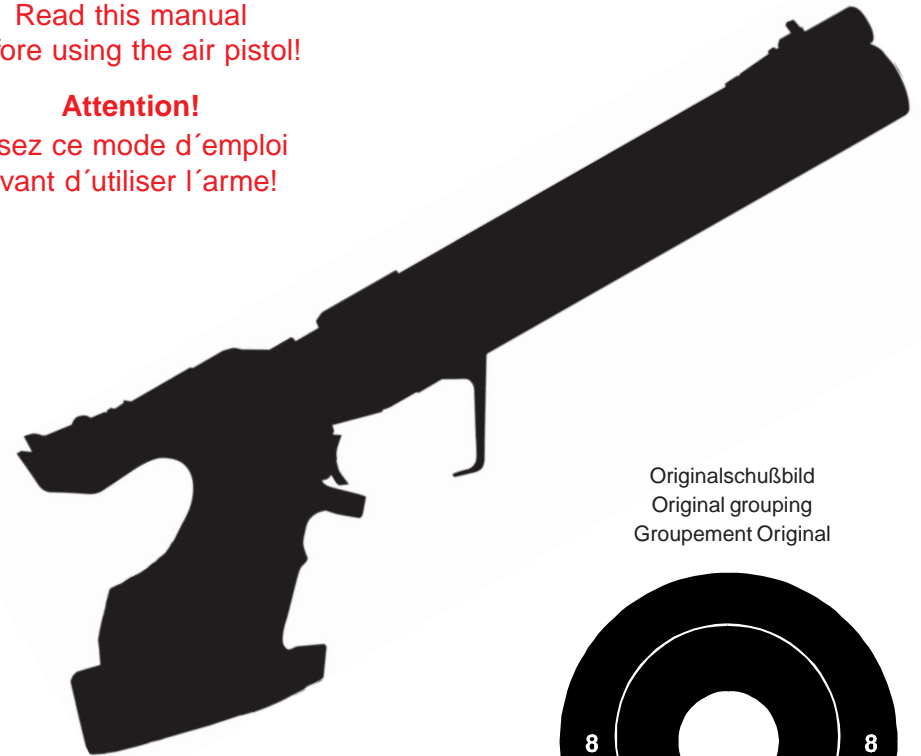 Read this manual
fore using the air pistol!
Attention!
sez ce mode d´emploi
vant d´utiliser l´arme!
Originalschußbild
Original grouping
Groupement Original
8 8